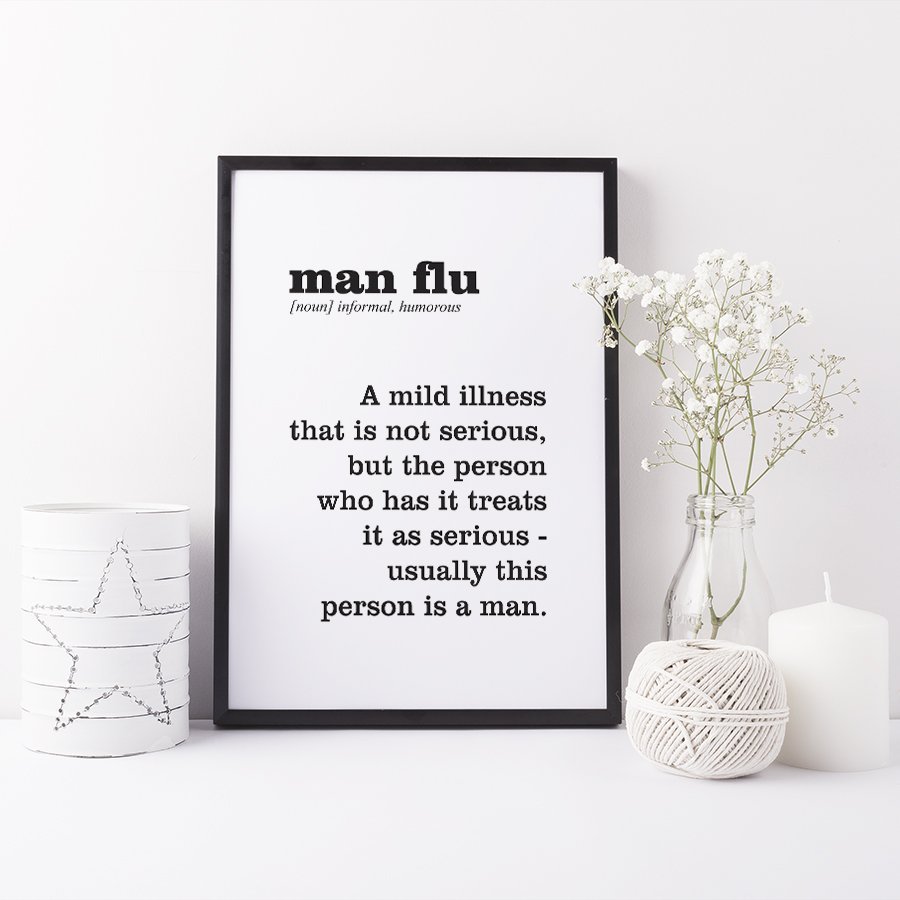 man flu
[noun] informal, humorous
A mild illness
that is not serious,
but the person
who has it treats
it as serious -
usually this
person is a man.